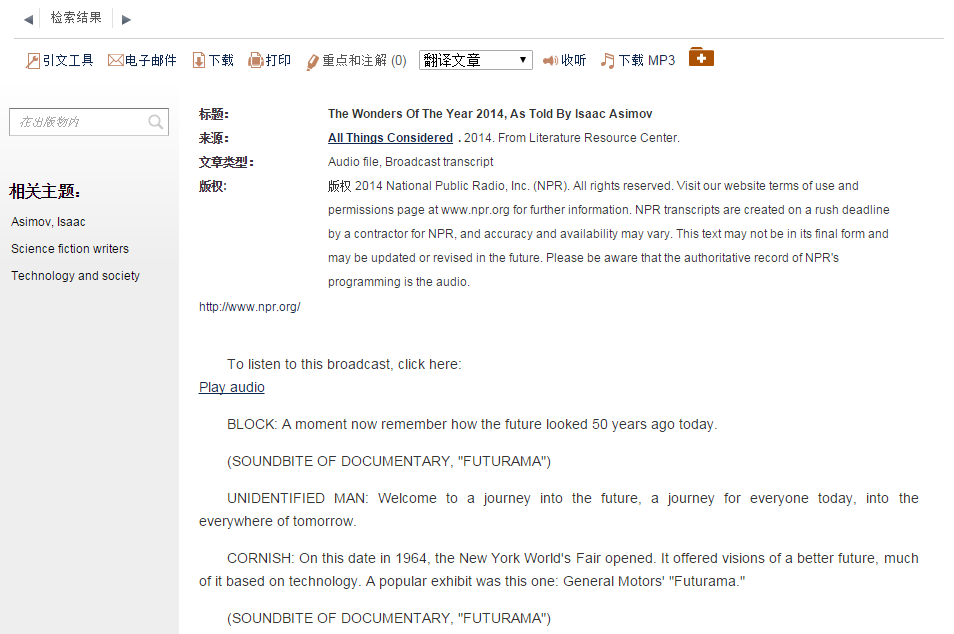 检索结果
引文工具 电子邮件 下载 打印 重点和注解 (0) 翻译文章 收听 下载 MP3
在出版物内
相关主题:
Asimov, Isaac
Science fiction writers
Technology and society
标题: The Wonders Of The Year 2014, As Told By Isaac Asimov
来源: All Things Considered . 2014. From Literature Resource Center.
文章类型: Audio file, Broadcast transcript
版权: 版权 2014 National Public Radio, Inc. (NPR). All rights reserved. Visit our website terms of use and
permissions page at www.npr.org for further information. NPR transcripts are created on a rush deadline
by a contractor for NPR, and accuracy and availability may vary. This text may not be in its final form and
may be updated or revised in the future. Please be aware that the authoritative record of NPR's
programming is the audio.
http://www.npr.org/
To listen to this broadcast, click here:
Play audio
BLOCK: A moment now remember how the future looked 50 years ago today.
(SOUNDBITE OF DOCUMENTARY, "FUTURAMA")
UNIDENTIFIED MAN: Welcome to a journey into the future, a journey for everyone today, into the
everywhere of tomorrow.
CORNISH: On this date in 1964, the New York World's Fair opened. It offered visions of a better future, much
of it based on technology. A popular exhibit was this one: General Motors' "Futurama."
(SOUNDBITE OF DOCUMENTARY, "FUTURAMA")